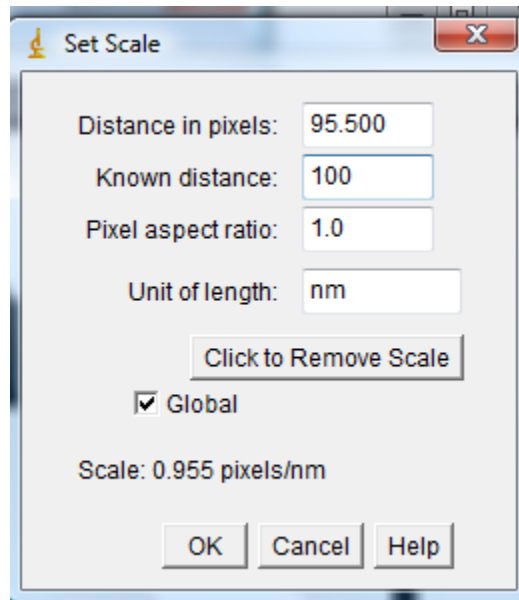 Set Scale
Distance in pixels: 95.500
Known distance: 100
Pixel aspect ratio: 1.0
Unit of length: nm
Click to Remove Scale
Global
Scale: 0.955 pixels/nm
OK Cancel Help